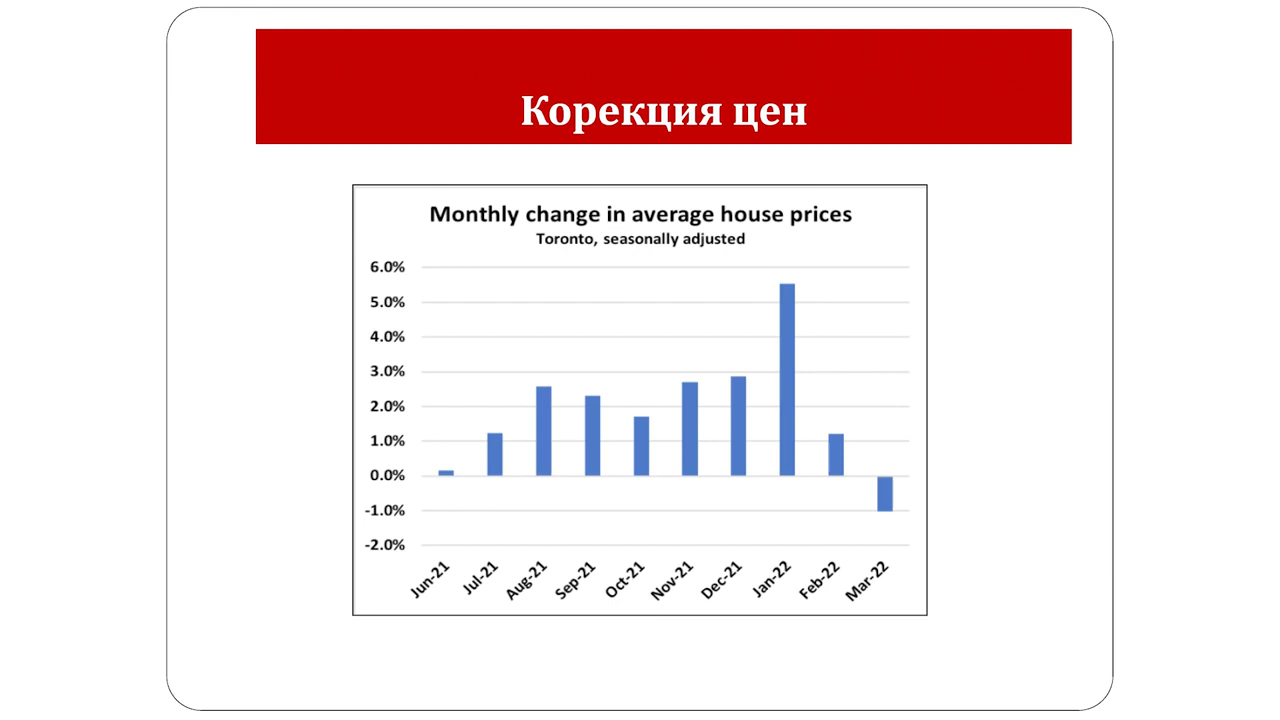 Корекция цен
Monthly change in average house prices
Toronto, seasonally adjusted
6.0%
5.0%
4.0%
3.0%
2.0%
1.0%
0.0%
-1.0%
-2.0%
Jun-21
Jul-21
Aug-21
Sep-21
Oct-21
Nov-21
Dec-21
Jan-22
Feb-22
Mar-22